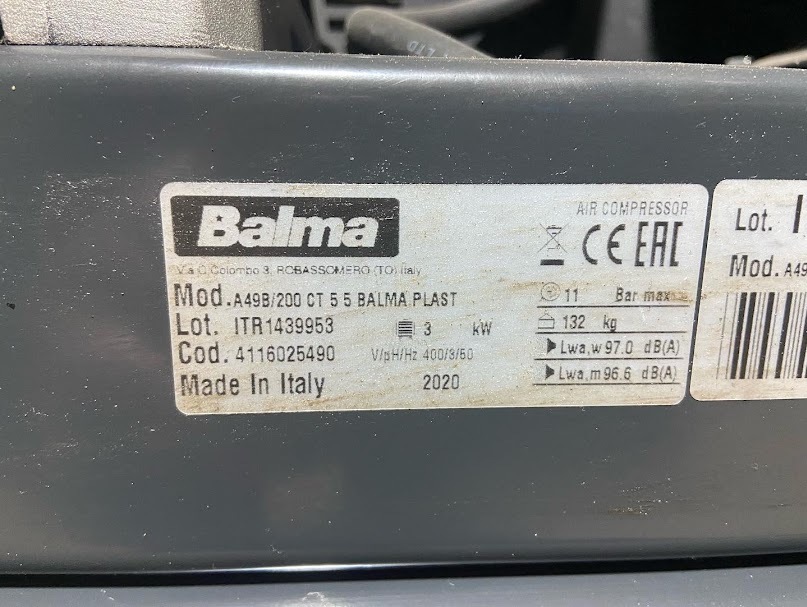 LTD
Balma
AIR COMPRESSOR
CE EAC
Via C.Colombo 3, ROBASSOMERO (TO) Italy
Mod.A49B/200 CT 5 5 BALMA PLAST
11 Bar max
Lot. ITR1439953
3 kW
132 kg
Cod. 4116025490
V/pH/Hz 400/3/50
Lwa,w 97.0 dB(A)
Made In Italy
2020
Lwa,m 96.6 dB(A)
Lot.
Mod. A49